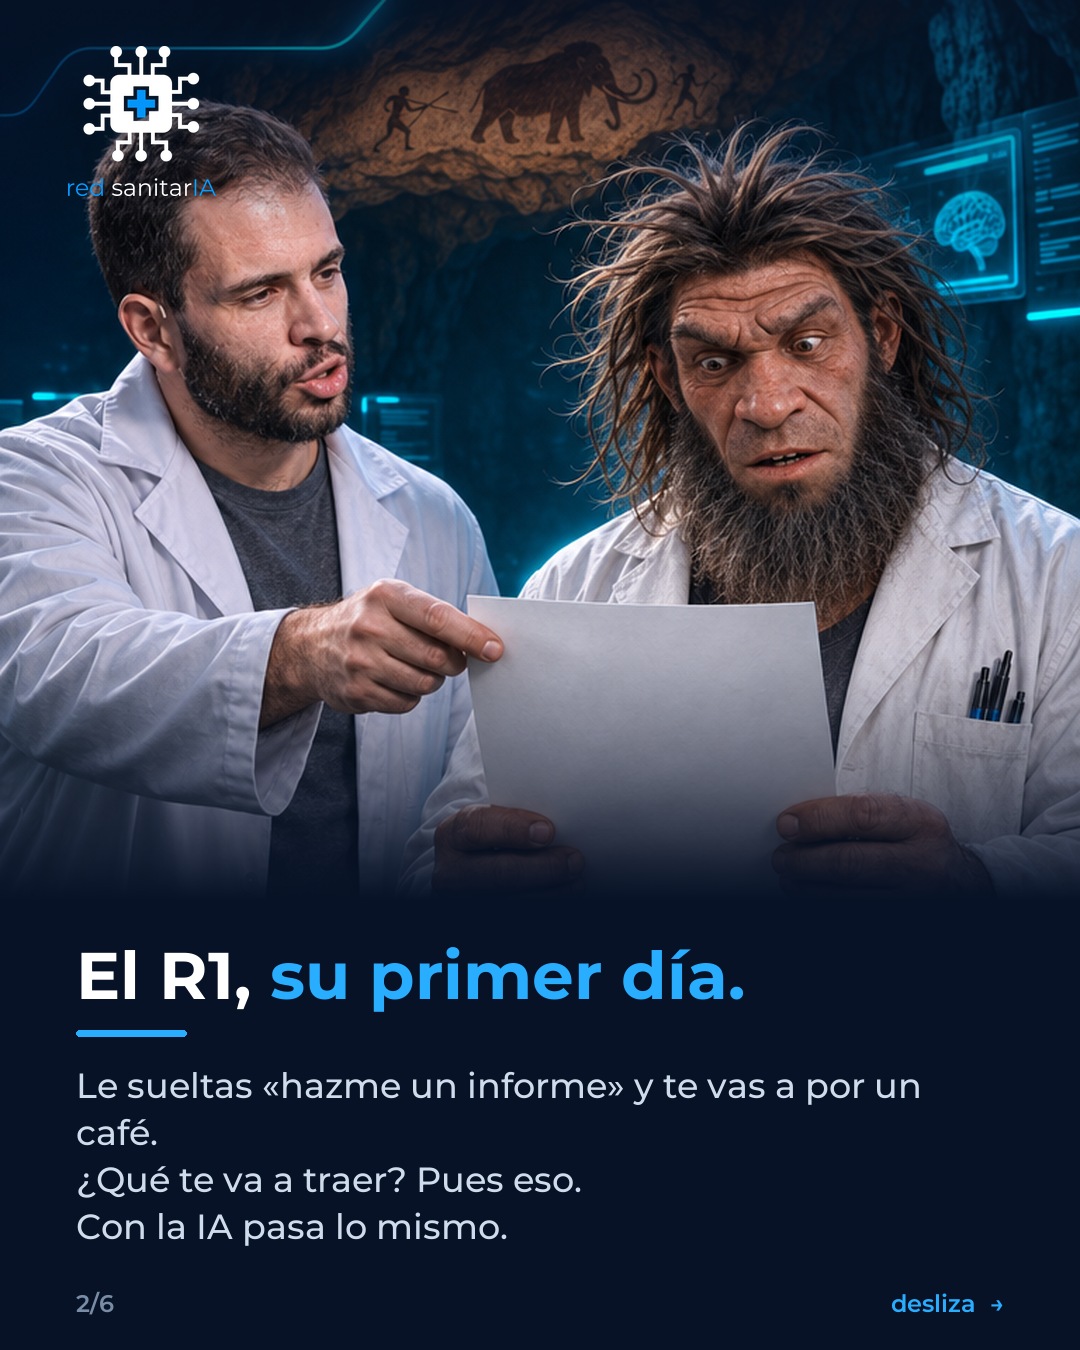 red sanitarIA
El R1, su primer día.
Le sueltas «hazme un informe» y te vas a por un
café.
¿Qué te va a traer? Pues eso.
Con la IA pasa lo mismo.
2/6
desliza →